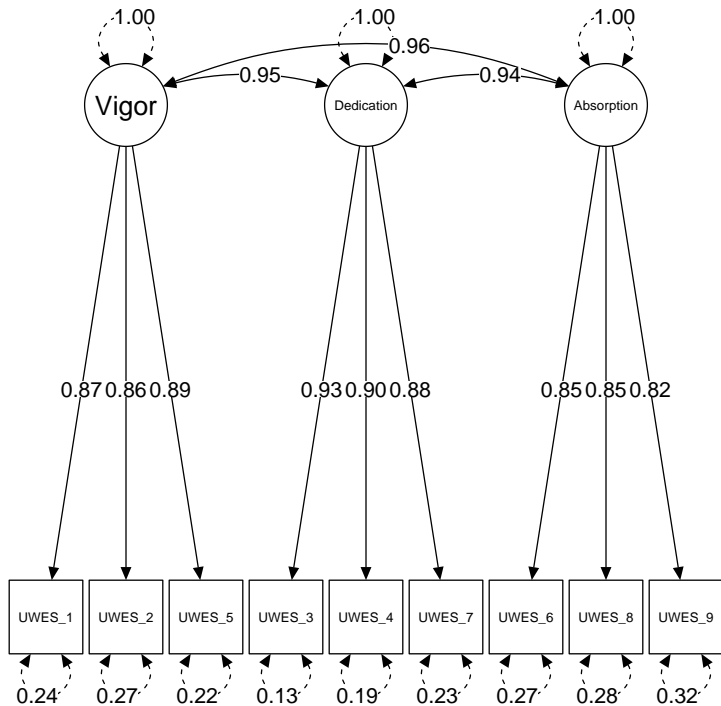 1.00 1.00 1.00
0.96
0.95 0.94
Vigor Dedication Absorption
0.87 0.86 0.89 0.93 0.90 0.88 0.85 0.85 0.82
UWES_1 UWES_2 UWES_5 UWES_3 UWES_4 UWES_7 UWES_6 UWES_8 UWES_9
0.24 0.27 0.22 0.13 0.19 0.23 0.27 0.28 0.32